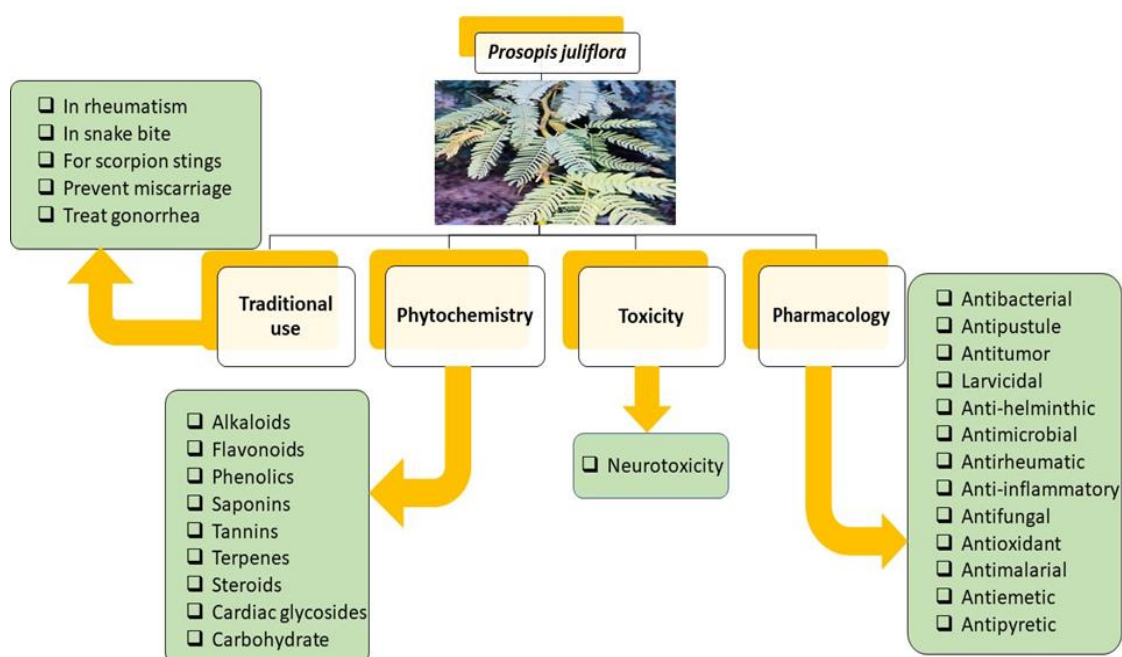 Prosopis juliflora
In rheumatism
In snake bite
For scorpion stings
Prevent miscarriage
Treat gonorrhea
Traditional
use
Phytochemistry
Toxicity
Pharmacology
Alkaloids
Flavonoids
Phenolics
Saponins
Tannins
Terpenes
Steroids
Cardiac glycosides
Carbohydrate
Neurotoxicity
Antibacterial
Antipustule
Antitumor
Larvicidal
Anti-helminthic
Antimicrobial
Antirheumatic
Anti-inflammatory
Antifungal
Antioxidant
Antimalarial
Antiemetic
Antipyretic